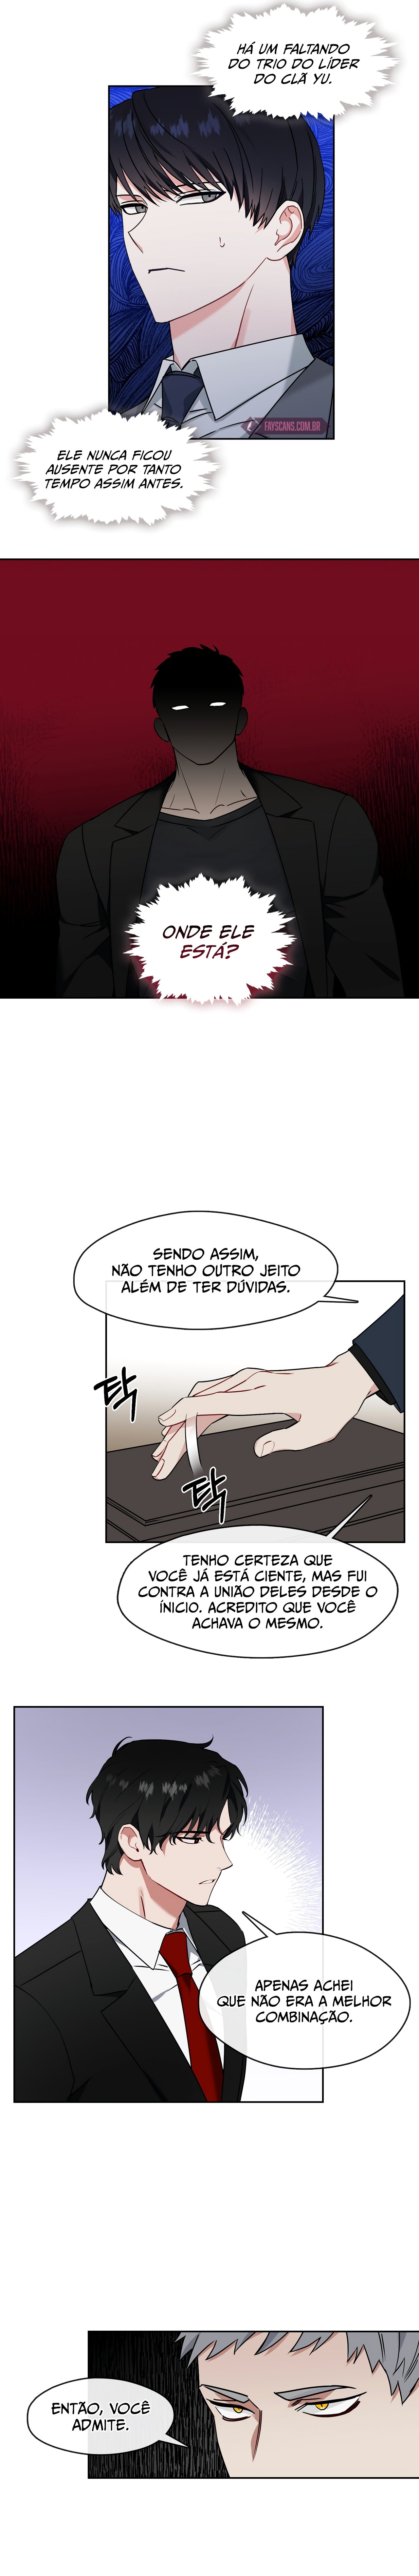 HÁ UM FALTANDO
DO TRIO DO LÍDER
DO CLÃ YU.
FAYSCANS.COM.BR
ELE NUNCA FICOU
AUSENTE POR TANTO
TEMPO ASSIM ANTES.
ONDE ELE
ESTÁ?
SENDO ASSIM,
NÃO TENHO OUTRO JEITO
ALÉM DE TER DÚVIDAS.
탁
탁
TENHO CERTEZA QUE
VOCÊ JÁ ESTÁ CIENTE, MAS FUI
CONTRA A UNIÃO DELES DESDE O
ÍNICIO. ACREDITO QUE VOCÊ
ACHAVA O MESMO.
APENAS ACHEI
QUE NÃO ERA A MELHOR
COMBINAÇÃO.
ENTÃO, VOCÊ
ADMITE.